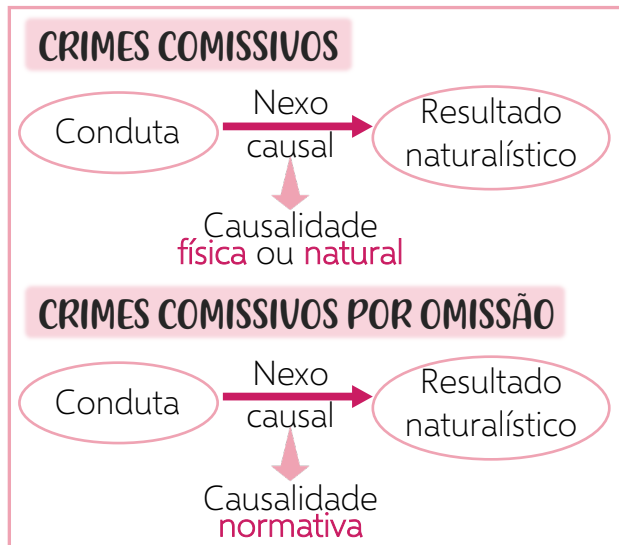 CRIMES COMISSIVOS
Conduta
Nexo
causal
Resultado
naturalístico
Causalidade
física ou natural
CRIMES COMISSIVOS POR OMISSÃO
Conduta
Nexo
causal
Resultado
naturalístico
Causalidade
normativa